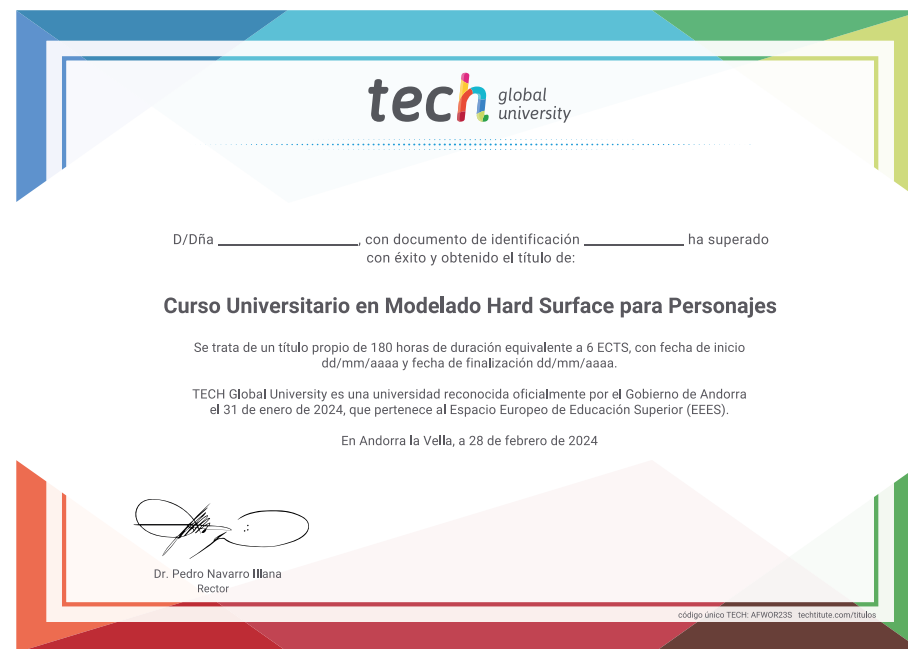 tech global university
D/Dña ______________, con documento de identificación __________ ha superado
con éxito y obtenido el título de:
Curso Universitario en Modelado Hard Surface para Personajes
Se trata de un título propio de 180 horas de duración equivalente a 6 ECTS, con fecha de inicio
dd/mm/aaaa y fecha de finalización dd/mm/aaaa.
TECH Global University es una universidad reconocida oficialmente por el Gobierno de Andorra
el 31 de enero de 2024, que pertenece al Espacio Europeo de Educación Superior (EEES).
En Andorra la Vella, a 28 de febrero de 2024
Dr. Pedro Navarro Illana
Rector
código único TECH: AFWOR23S techtitute.com/titulos